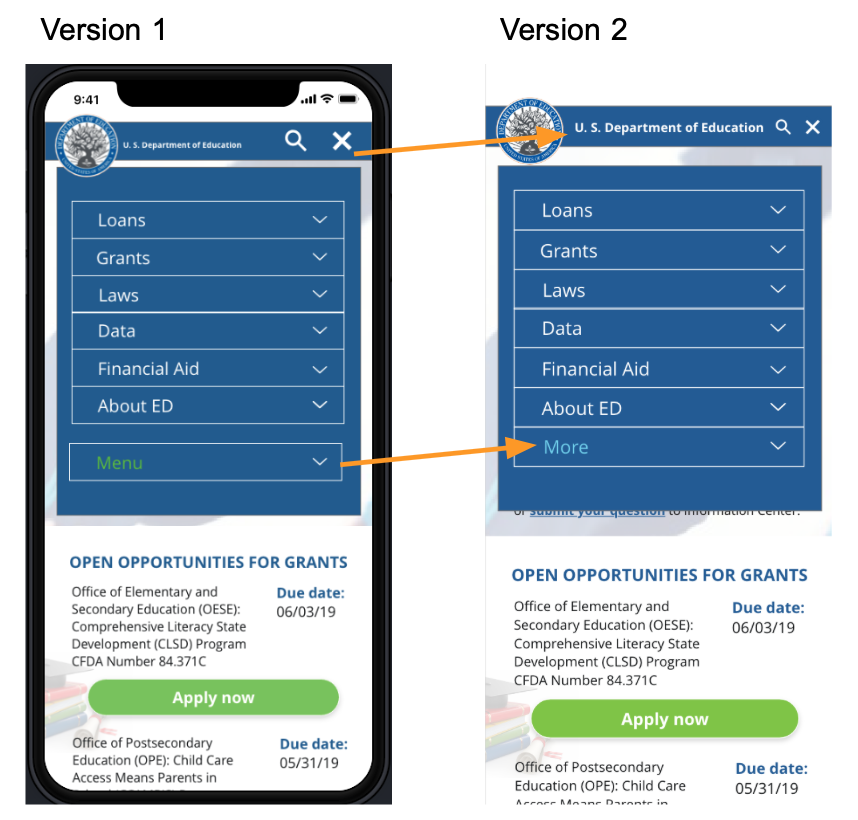 Version 1
9:41
U. S. Department of Education
Loans
Grants
Laws
Data
Financial Aid
About ED
Menu
OPEN OPPORTUNITIES FOR GRANTS
Office of Elementary and
Secondary Education (OESE):
Comprehensive Literacy State
Development (CLSD) Program
CFDA Number 84.371C
Due date:
06/03/19
Apply now
Office of Postsecondary
Education (OPE): Child Care
Access Means Parents in
Due date:
05/31/19
Version 2
U. S. Department of Education
Loans
Grants
Laws
Data
Financial Aid
About ED
More
or submit your question to Information Center.
OPEN OPPORTUNITIES FOR GRANTS
Office of Elementary and
Secondary Education (OESE):
Comprehensive Literacy State
Development (CLSD) Program
CFDA Number 84.371C
Due date:
06/03/19
Apply now
Office of Postsecondary
Education (OPE): Child Care
Access Means Parents in
Due date:
05/31/19